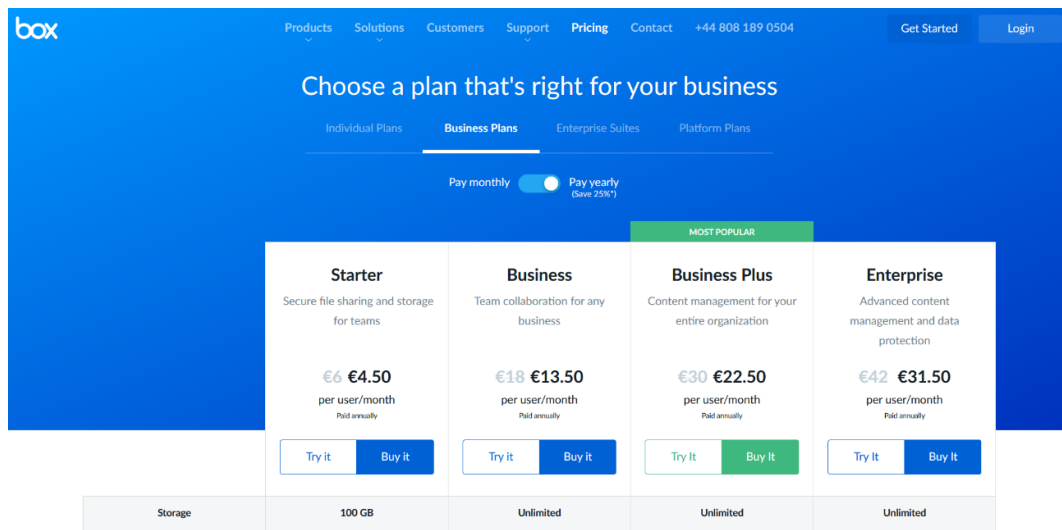 box
Products Solutions Customers Support Pricing Contact +44 808 189 0504 Get Started Login
Choose a plan that's right for your business
Individual Plans Business Plans Enterprise Suites Platform Plans
Pay monthly Pay yearly
(Save 25%*)
MOST POPULAR
Starter
Secure file sharing and storage
for teams
€6 €4.50
per user/month
Paid annually
Try it Buy it
Business
Team collaboration for any
business
€18 €13.50
per user/month
Paid annually
Try it Buy it
Business Plus
Content management for your
entire organization
€30 €22.50
per user/month
Paid annually
Try It Buy It
Enterprise
Advanced content
management and data
protection
€42 €31.50
per user/month
Paid annually
Try It Buy It
Storage 100 GB Unlimited Unlimited Unlimited